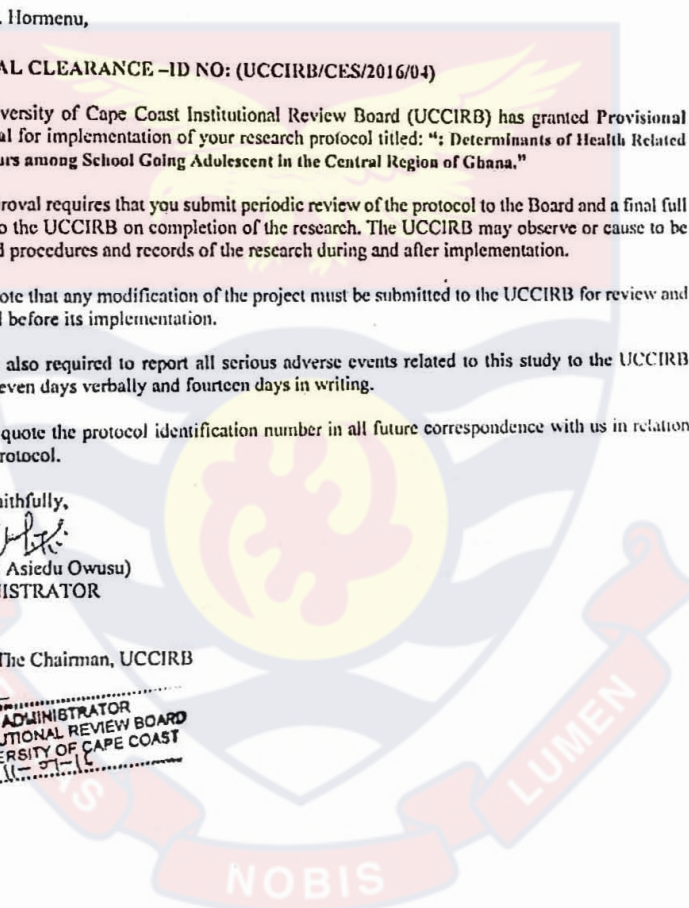 . Hormenu,
AL CLEARANCE –ID NO: (UCCIRB/CES/2016/04)
versity of Cape Coast Institutional Review Board (UCCIRB) has granted Provisional
al for implementation of your research protocol titled: “: Determinants of Health Related
urs among School Going Adolescent in the Central Region of Ghana.”
roval requires that you submit periodic review of the protocol to the Board and a final full
o the UCCIRB on completion of the research. The UCCIRB may observe or cause to be
d procedures and records of the research during and after implementation.
ote that any modification of the project must be submitted to the UCCIRB for review and
l before its implementation.
also required to report all serious adverse events related to this study to the UCCIRB
even days verbally and fourteen days in writing.
quote the protocol identification number in all future correspondence with us in relation
rotocol.
aithfully,
Asiedu Owusu)
NISTRATOR
The Chairman, UCCIRB
ADMINISTRATOR
UTIONAL REVIEW BOARD
ERSITY OF CAPE COAST
AS
NOBIS
LUMEN